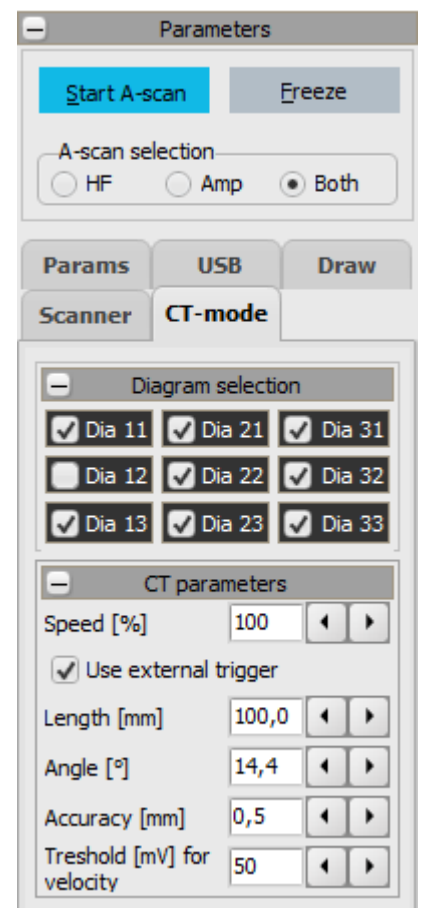 Parameters
Start A-scan Freeze
A-scan selection
HF Amp Both
Params USB Draw
Scanner CT-mode
Diagram selection
Dia 11 Dia 21 Dia 31
Dia 12 Dia 22 Dia 32
Dia 13 Dia 23 Dia 33
CT parameters
Speed [%] 100
Use external trigger
Length [mm] 100,0
Angle [°] 14,4
Accuracy [mm] 0,5
Treshold [mV] for
velocity 50